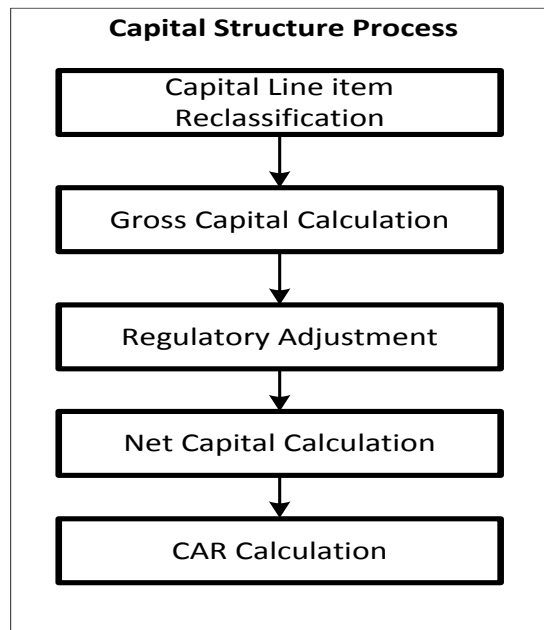 Capital Structure Process
Capital Line item
Reclassification
Gross Capital Calculation
Regulatory Adjustment
Net Capital Calculation
CAR Calculation